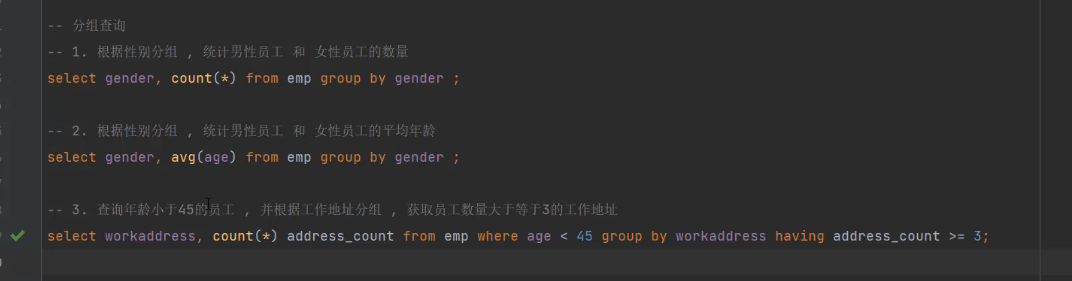 -- 分组查询
-- 1. 根据性别分组 , 统计男性员工 和 女性员工的数量
select gender, count(*) from emp group by gender ;
-- 2. 根据性别分组 , 统计男性员工 和 女性员工的平均年龄
select gender, avg(age) from emp group by gender ;
-- 3. 查询年龄小于45的员工 , 并根据工作地址分组 , 获取员工数量大于等于3的工作地址
select workaddress, count(*) address_count from emp where age < 45 group by workaddress having address_count >= 3;